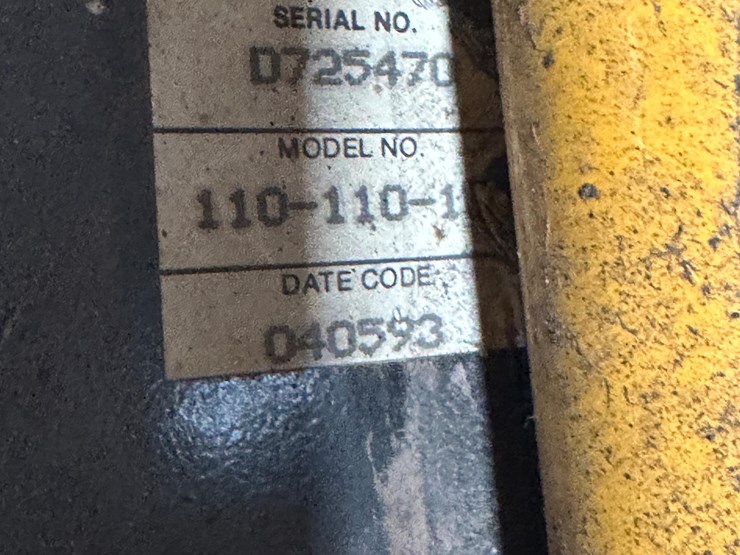 SERIAL NO.
D725470
MODEL NO.
110-110-1
DATE CODE
040593